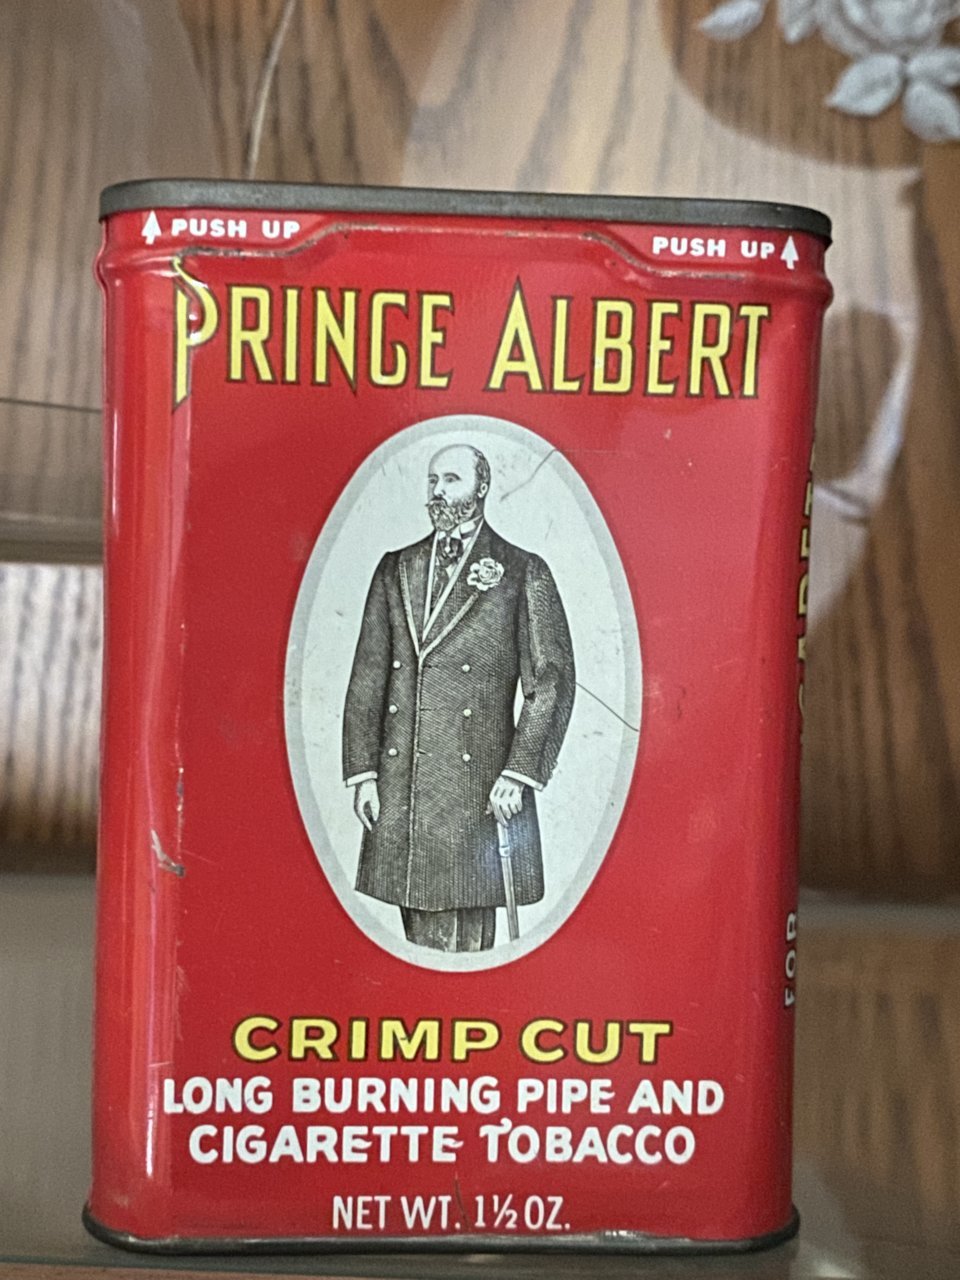 PUSH UP
PUSH UP
PRINCE ALBERT
CRIMP CUT
LONG BURNING PIPE AND
CIGARETTE TOBACCO
NET WT. 1½ OZ.
FOR